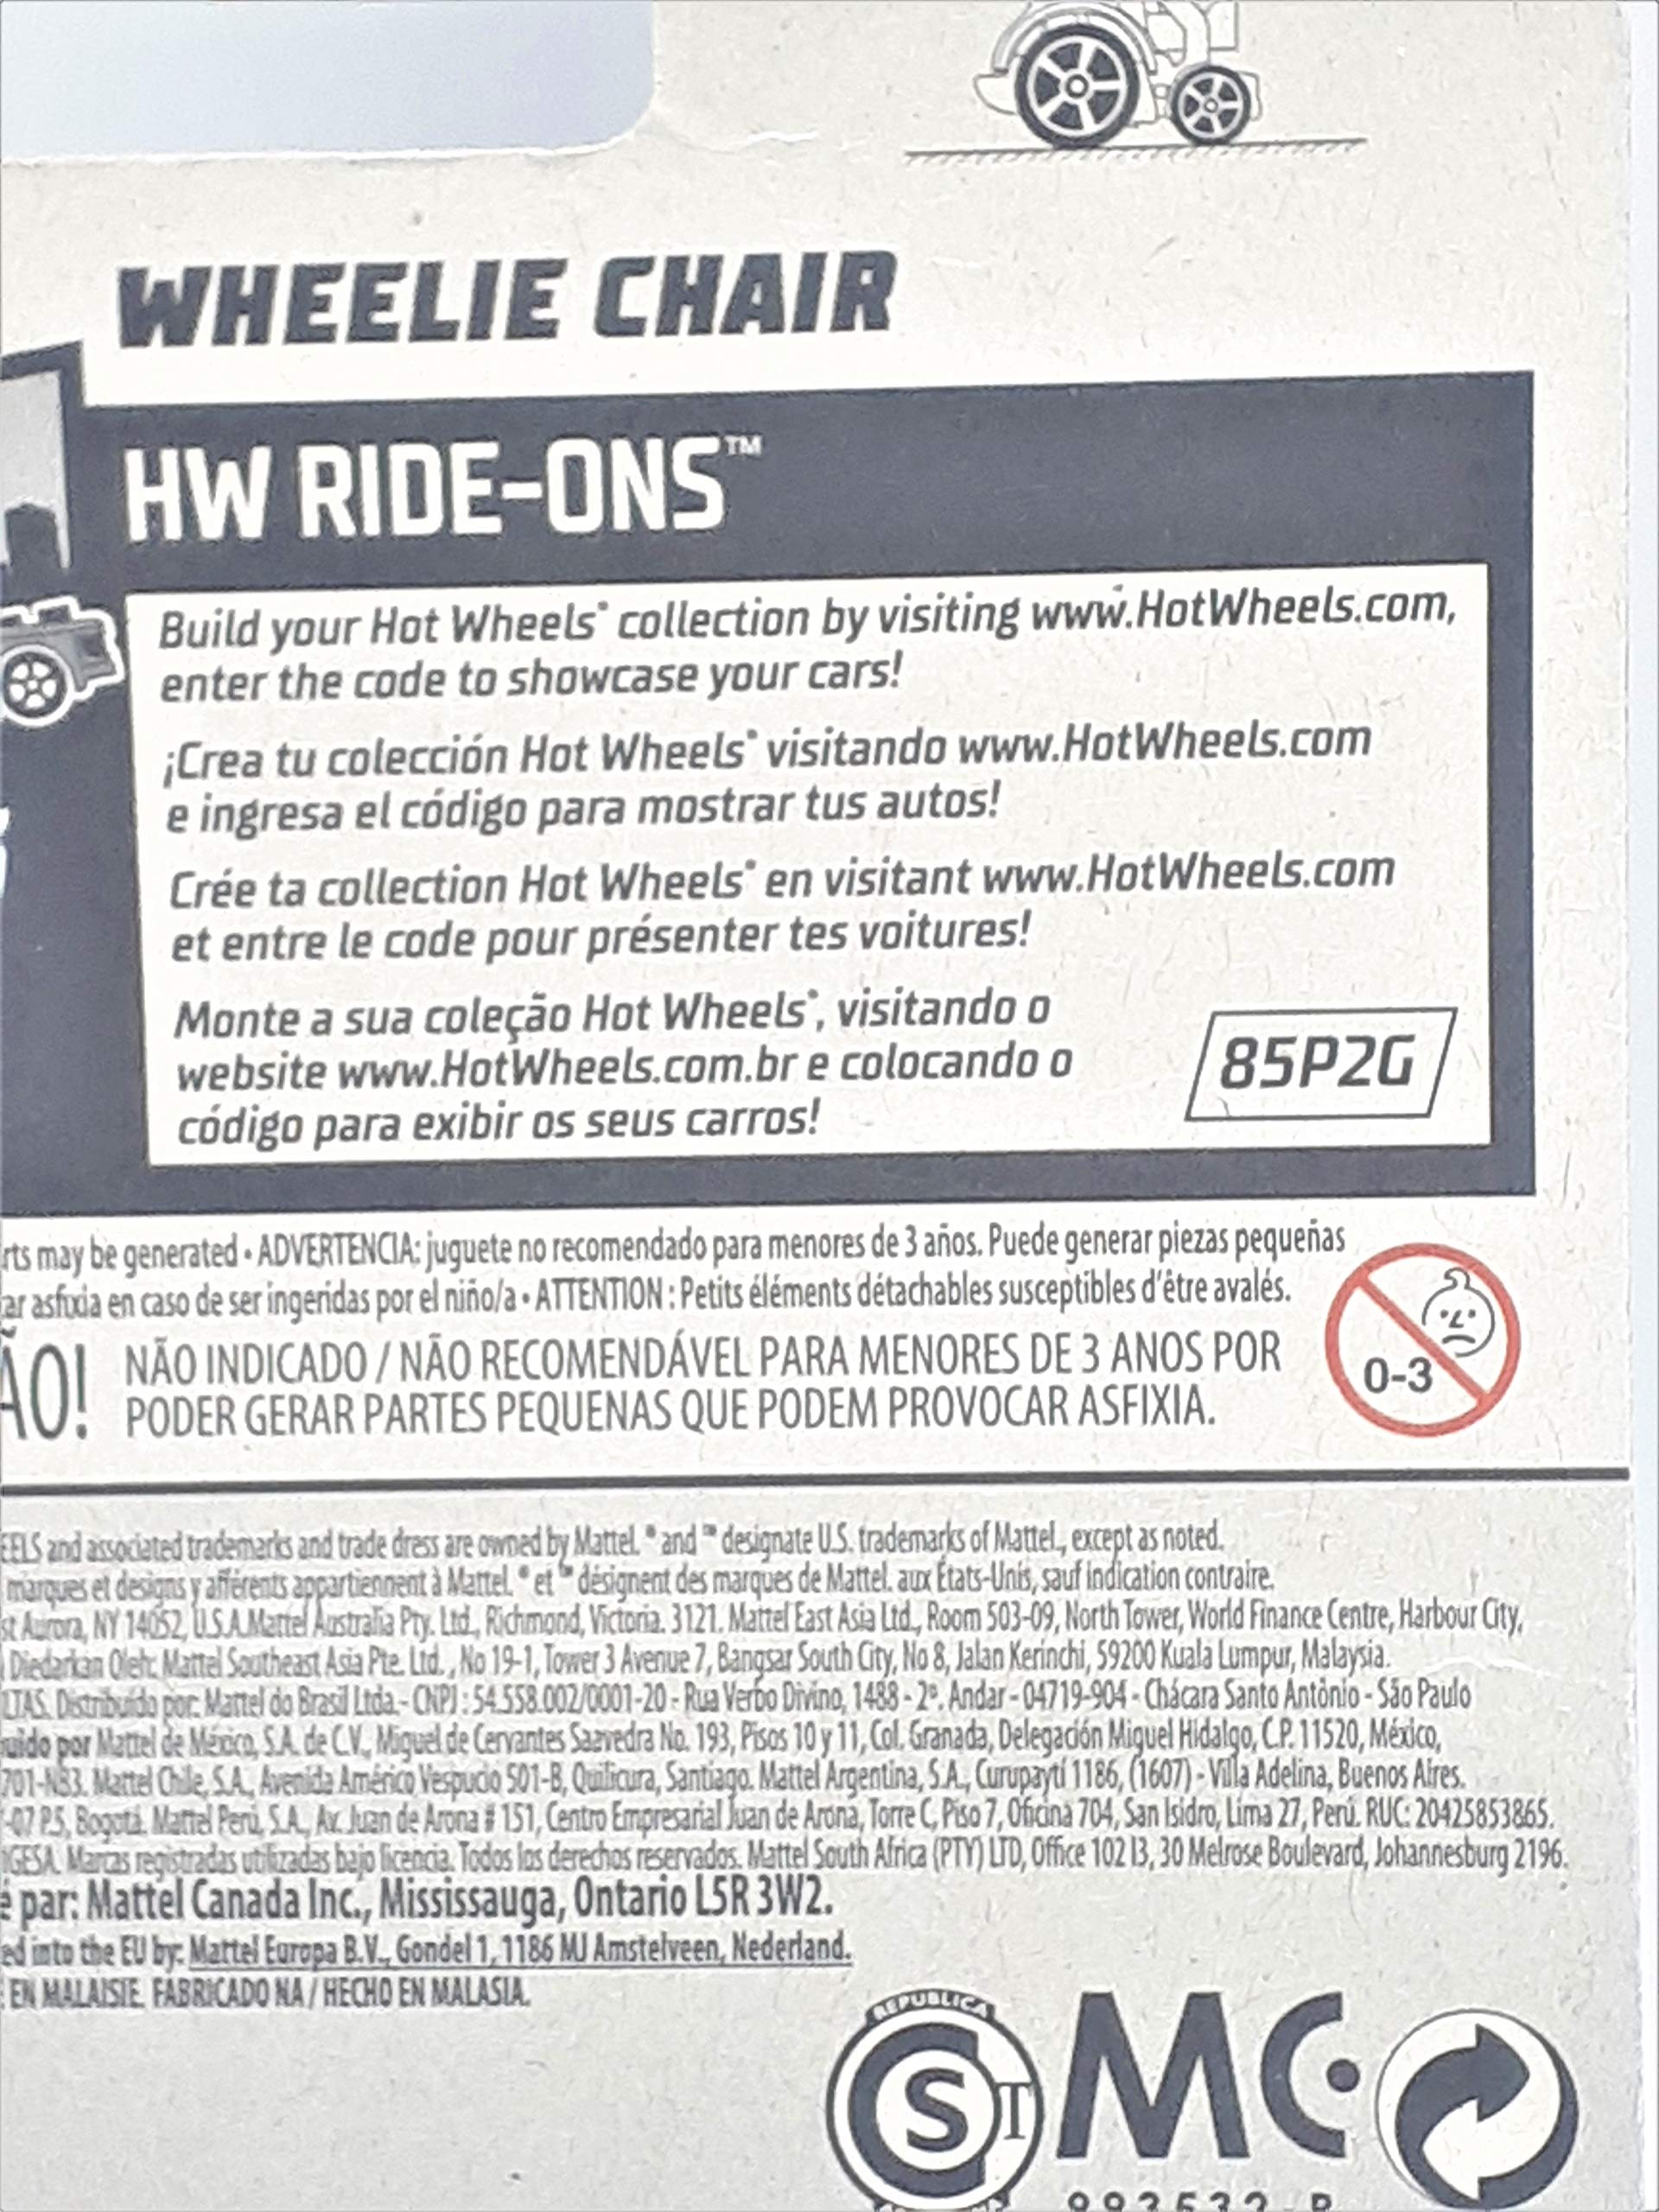 WHEELIE CHAIR
HW RIDE-ONS™
Build your Hot Wheels® collection by visiting www.HotWheels.com,
enter the code to showcase your cars!
¡Crea tu colección Hot Wheels® visitando www.HotWheels.com
e ingresa el código para mostrar tus autos!
Crée ta collection Hot Wheels® en visitant www.HotWheels.com
et entre le code pour présenter tes voitures!
Monte a sua coleção Hot Wheels®, visitando o
website www.HotWheels.com.br e colocando o
código para exibir os seus carros!
85P2G
rts may be generated • ADVERTENCIA: juguete no recomendado para menores de 3 años. Puede generar piezas pequeñas
ar asfixia en caso de ser ingeridas por el niño/a • ATTENTION : Petits éléments détachables susceptibles d'être avalés.
ÃO! NÃO INDICADO / NÃO RECOMENDÁVEL PARA MENORES DE 3 ANOS POR
PODER GERAR PARTES PEQUENAS QUE PODEM PROVOCAR ASFIXIA.
0-3
EELS and associated trademarks and trade dress are owned by Mattel. ® and ™ designate U.S. trademarks of Mattel., except as noted.
marques et designs y afférents appartiennent à Mattel. ® et ™ désignent des marques de Mattel. aux États-Unis, sauf indication contraire.
st Aurora, NY 14052, U.S.A.Mattel Australia Pty. Ltd., Richmond, Victoria. 3121. Mattel East Asia Ltd., Room 503-09, North Tower, World Finance Centre, Harbour City,
Diedarkan Oleh: Mattel Southeast Asia Pte. Ltd. , No 19-1, Tower 3 Avenue 7, Bangsar South City, No 8, Jalan Kerinchi, 59200 Kuala Lumpur, Malaysia.
LTAS. Distribuído por: Mattel do Brasil Ltda.- CNPJ : 54.558.002/0001-20 - Rua Verbo Divino, 1488 - 2º. Andar - 04719-904 - Chácara Santo Antônio - São Paulo
uido por Mattel de México, S.A. de C.V., Miguel de Cervantes Saavedra No. 193, Pisos 10 y 11, Col. Granada, Delegación Miguel Hidalgo, C.P. 11520, México,
701-NB3. Mattel Chile, S.A., Avenida Américo Vespucio 501-B, Quilicura, Santiago. Mattel Argentina, S.A., Curupaytí 1186, (1607) - Villa Adelina, Buenos Aires.
-07 P.5, Bogotá. Mattel Perú, S.A., Av. Juan de Arona # 151, Centro Empresarial Juan de Arona, Torre C, Piso 7, Oficina 704, San Isidro, Lima 27, Perú. RUC: 20425853865.
IGESA. Marcas registradas utilizadas bajo licencia. Todos los derechos reservados. Mattel South Africa (PTY) LTD, Office 102 I3, 30 Melrose Boulevard, Johannesburg 2196.
é par: Mattel Canada Inc., Mississauga, Ontario L5R 3W2.
ed into the EU by: Mattel Europa B.V., Gondel 1, 1186 MJ Amstelveen, Nederland.
EN MALAISIE. FABRICADO NA / HECHO EN MALASIA.
REPUBLICA
S T
MC